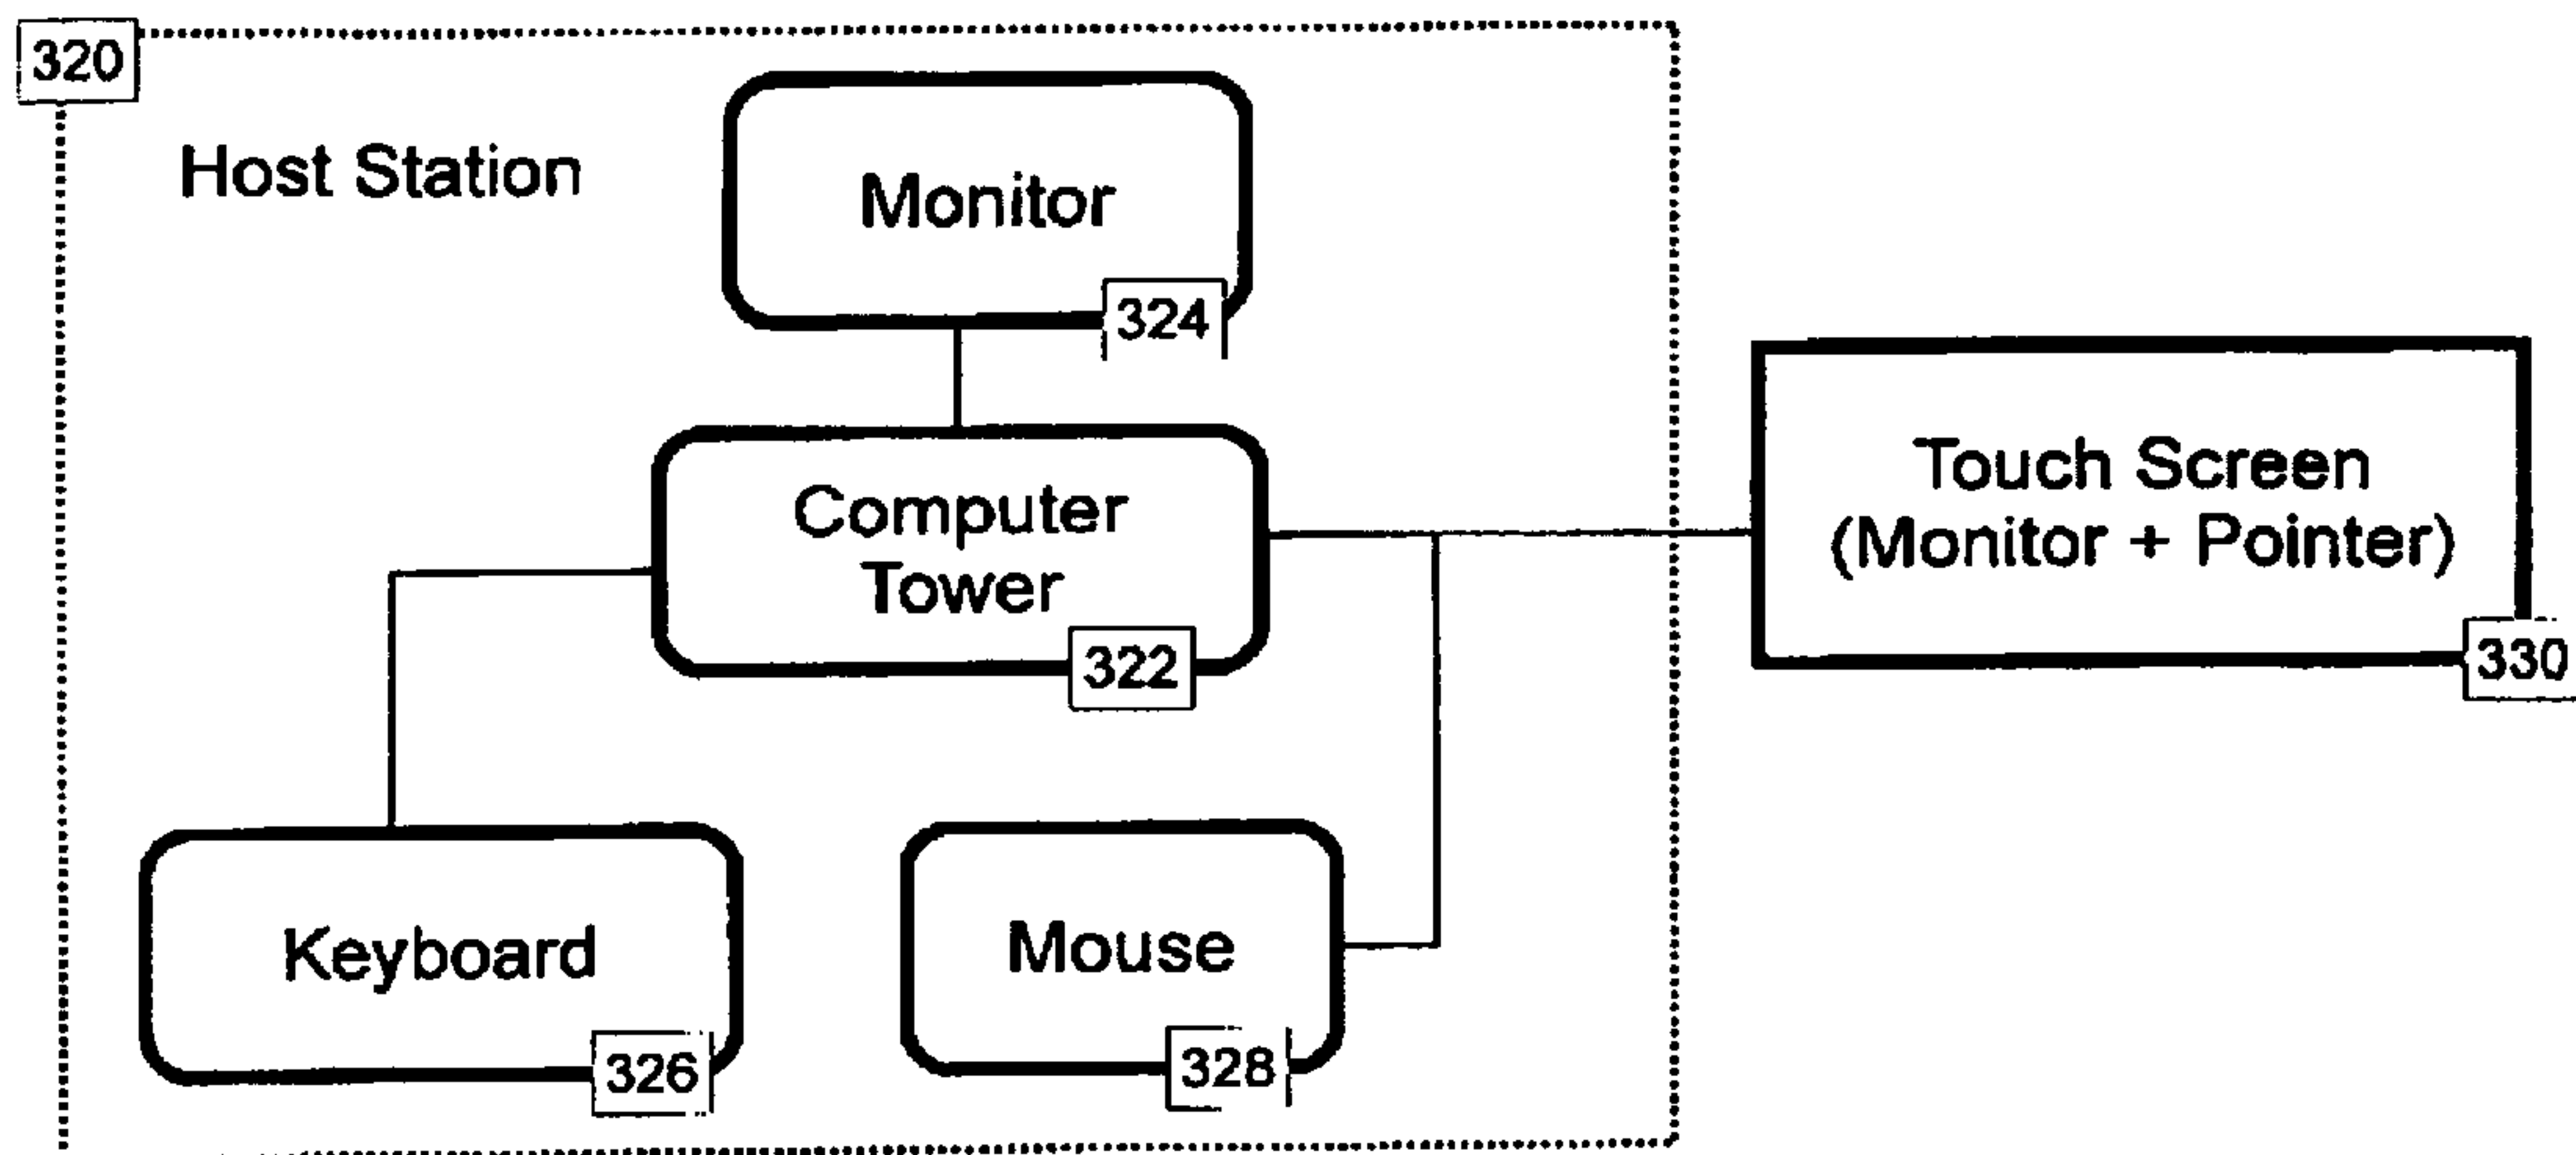 320
Host Station
Monitor
324
Computer
Tower
322
Touch Screen
(Monitor + Pointer)
330
Keyboard
326
Mouse
328